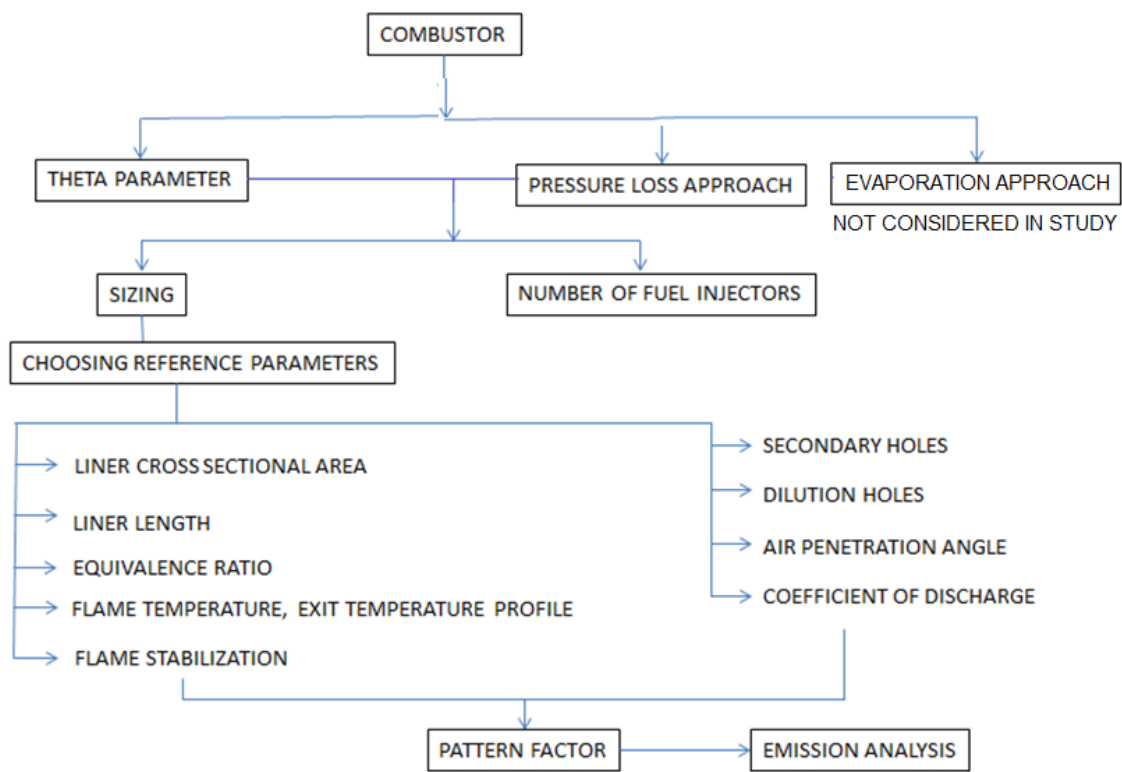 COMBUSTOR
THETA PARAMETER
PRESSURE LOSS APPROACH
EVAPORATION APPROACH
NOT CONSIDERED IN STUDY
SIZING
NUMBER OF FUEL INJECTORS
CHOOSING REFERENCE PARAMETERS
LINER CROSS SECTIONAL AREA
LINER LENGTH
EQUIVALENCE RATIO
FLAME TEMPERATURE, EXIT TEMPERATURE PROFILE
FLAME STABILIZATION
SECONDARY HOLES
DILUTION HOLES
AIR PENETRATION ANGLE
COEFFICIENT OF DISCHARGE
PATTERN FACTOR
EMISSION ANALYSIS